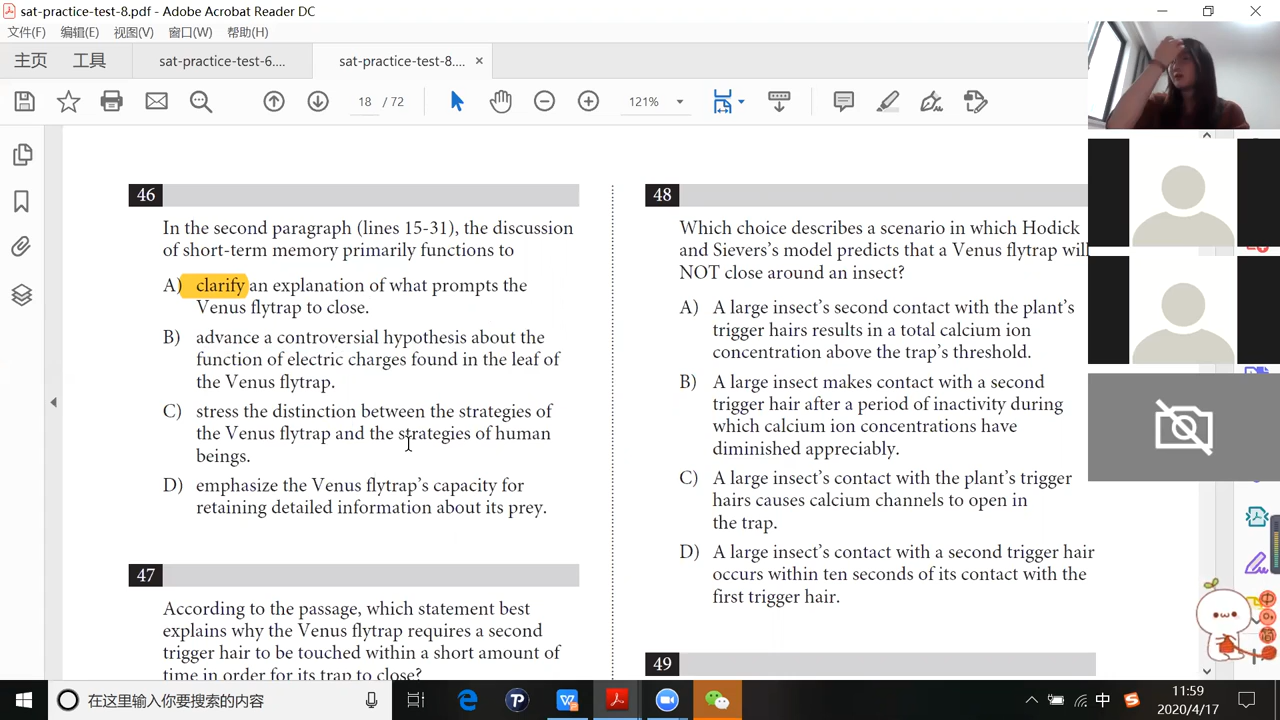 sat-practice-test-8.pdf - Adobe Acrobat Reader DC
文件(F) 编辑(E) 视图(V) 窗口(W) 帮助(H)
主页 工具 sat-practice-test-6.... sat-practice-test-8.... ×
18 / 72 121%
46
In the second paragraph (lines 15-31), the discussion
of short-term memory primarily functions to
A) clarify an explanation of what prompts the
Venus flytrap to close.
B) advance a controversial hypothesis about the
function of electric charges found in the leaf of
the Venus flytrap.
C) stress the distinction between the strategies of
the Venus flytrap and the strategies of human
beings.
D) emphasize the Venus flytrap's capacity for
retaining detailed information about its prey.
47
According to the passage, which statement best
explains why the Venus flytrap requires a second
trigger hair to be touched within a short amount of
time in order for its trap to close?
48
Which choice describes a scenario in which Hodick
and Sievers's model predicts that a Venus flytrap will
NOT close around an insect?
A) A large insect's second contact with the plant's
trigger hairs results in a total calcium ion
concentration above the trap's threshold.
B) A large insect makes contact with a second
trigger hair after a period of inactivity during
which calcium ion concentrations have
diminished appreciably.
C) A large insect's contact with the plant's trigger
hairs causes calcium channels to open in
the trap.
D) A large insect's contact with a second trigger hair
occurs within ten seconds of its contact with the
first trigger hair.
49
在这里输入你要搜索的内容
中
11:59
2020/4/17